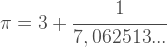 π = 3 + 1/7,062513...